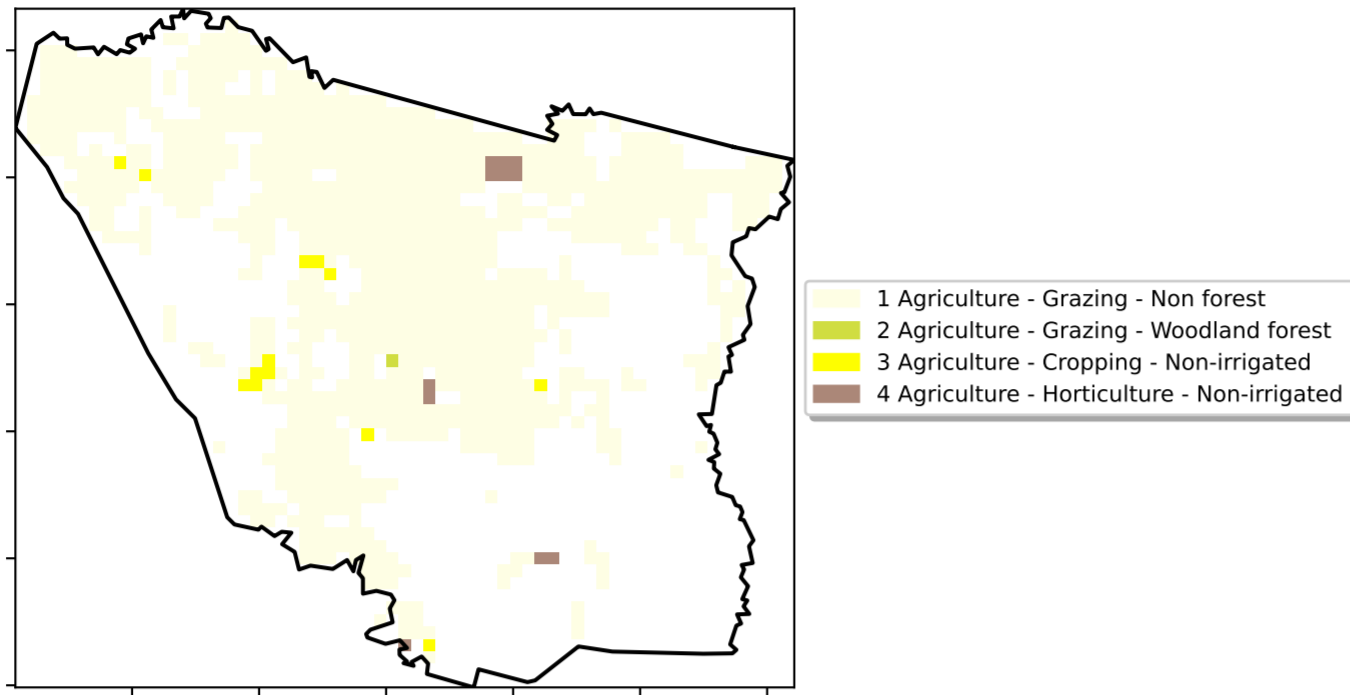 1 Agriculture - Grazing - Non forest
2 Agriculture - Grazing - Woodland forest
3 Agriculture - Cropping - Non-irrigated
4 Agriculture - Horticulture - Non-irrigated